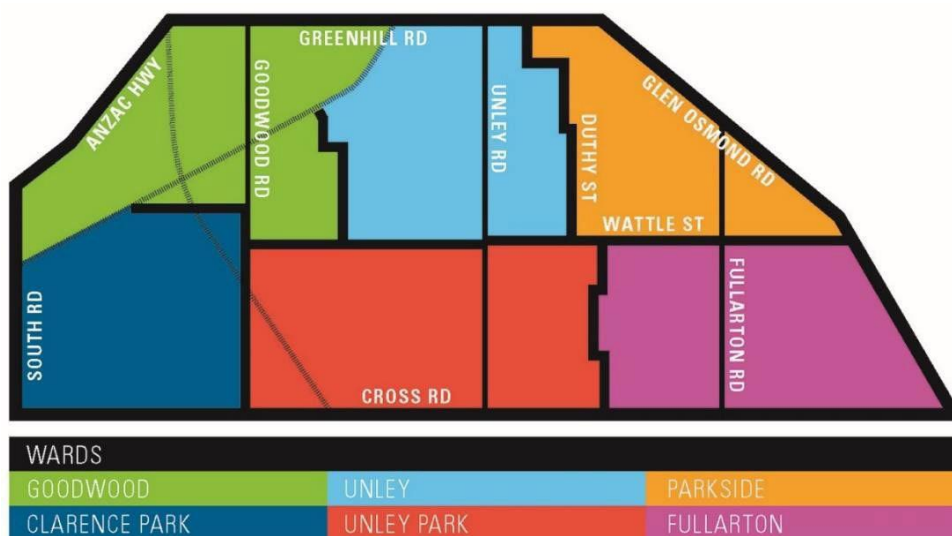 GREENHILL RD
ANZAC HWY
GOODWOOD RD
UNLEY RD
DUTHY ST
GLEN OSMOND RD
WATTLE ST
SOUTH RD
FULLARTON RD
CROSS RD
WARDS
GOODWOOD UNLEY PARKSIDE
CLARENCE PARK UNLEY PARK FULLARTON